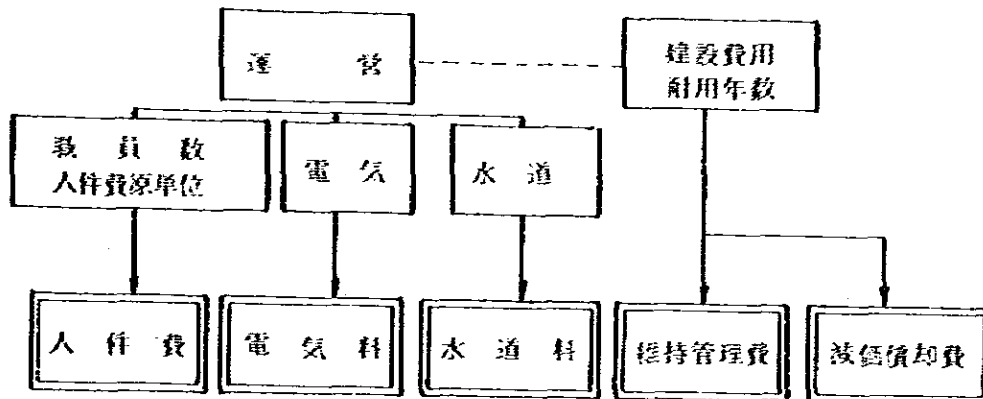 運営
建設費用
耐用年数
職員数
人件費原単位
電気
水道
人件費
電気料
水道料
維持管理費
減価償却費